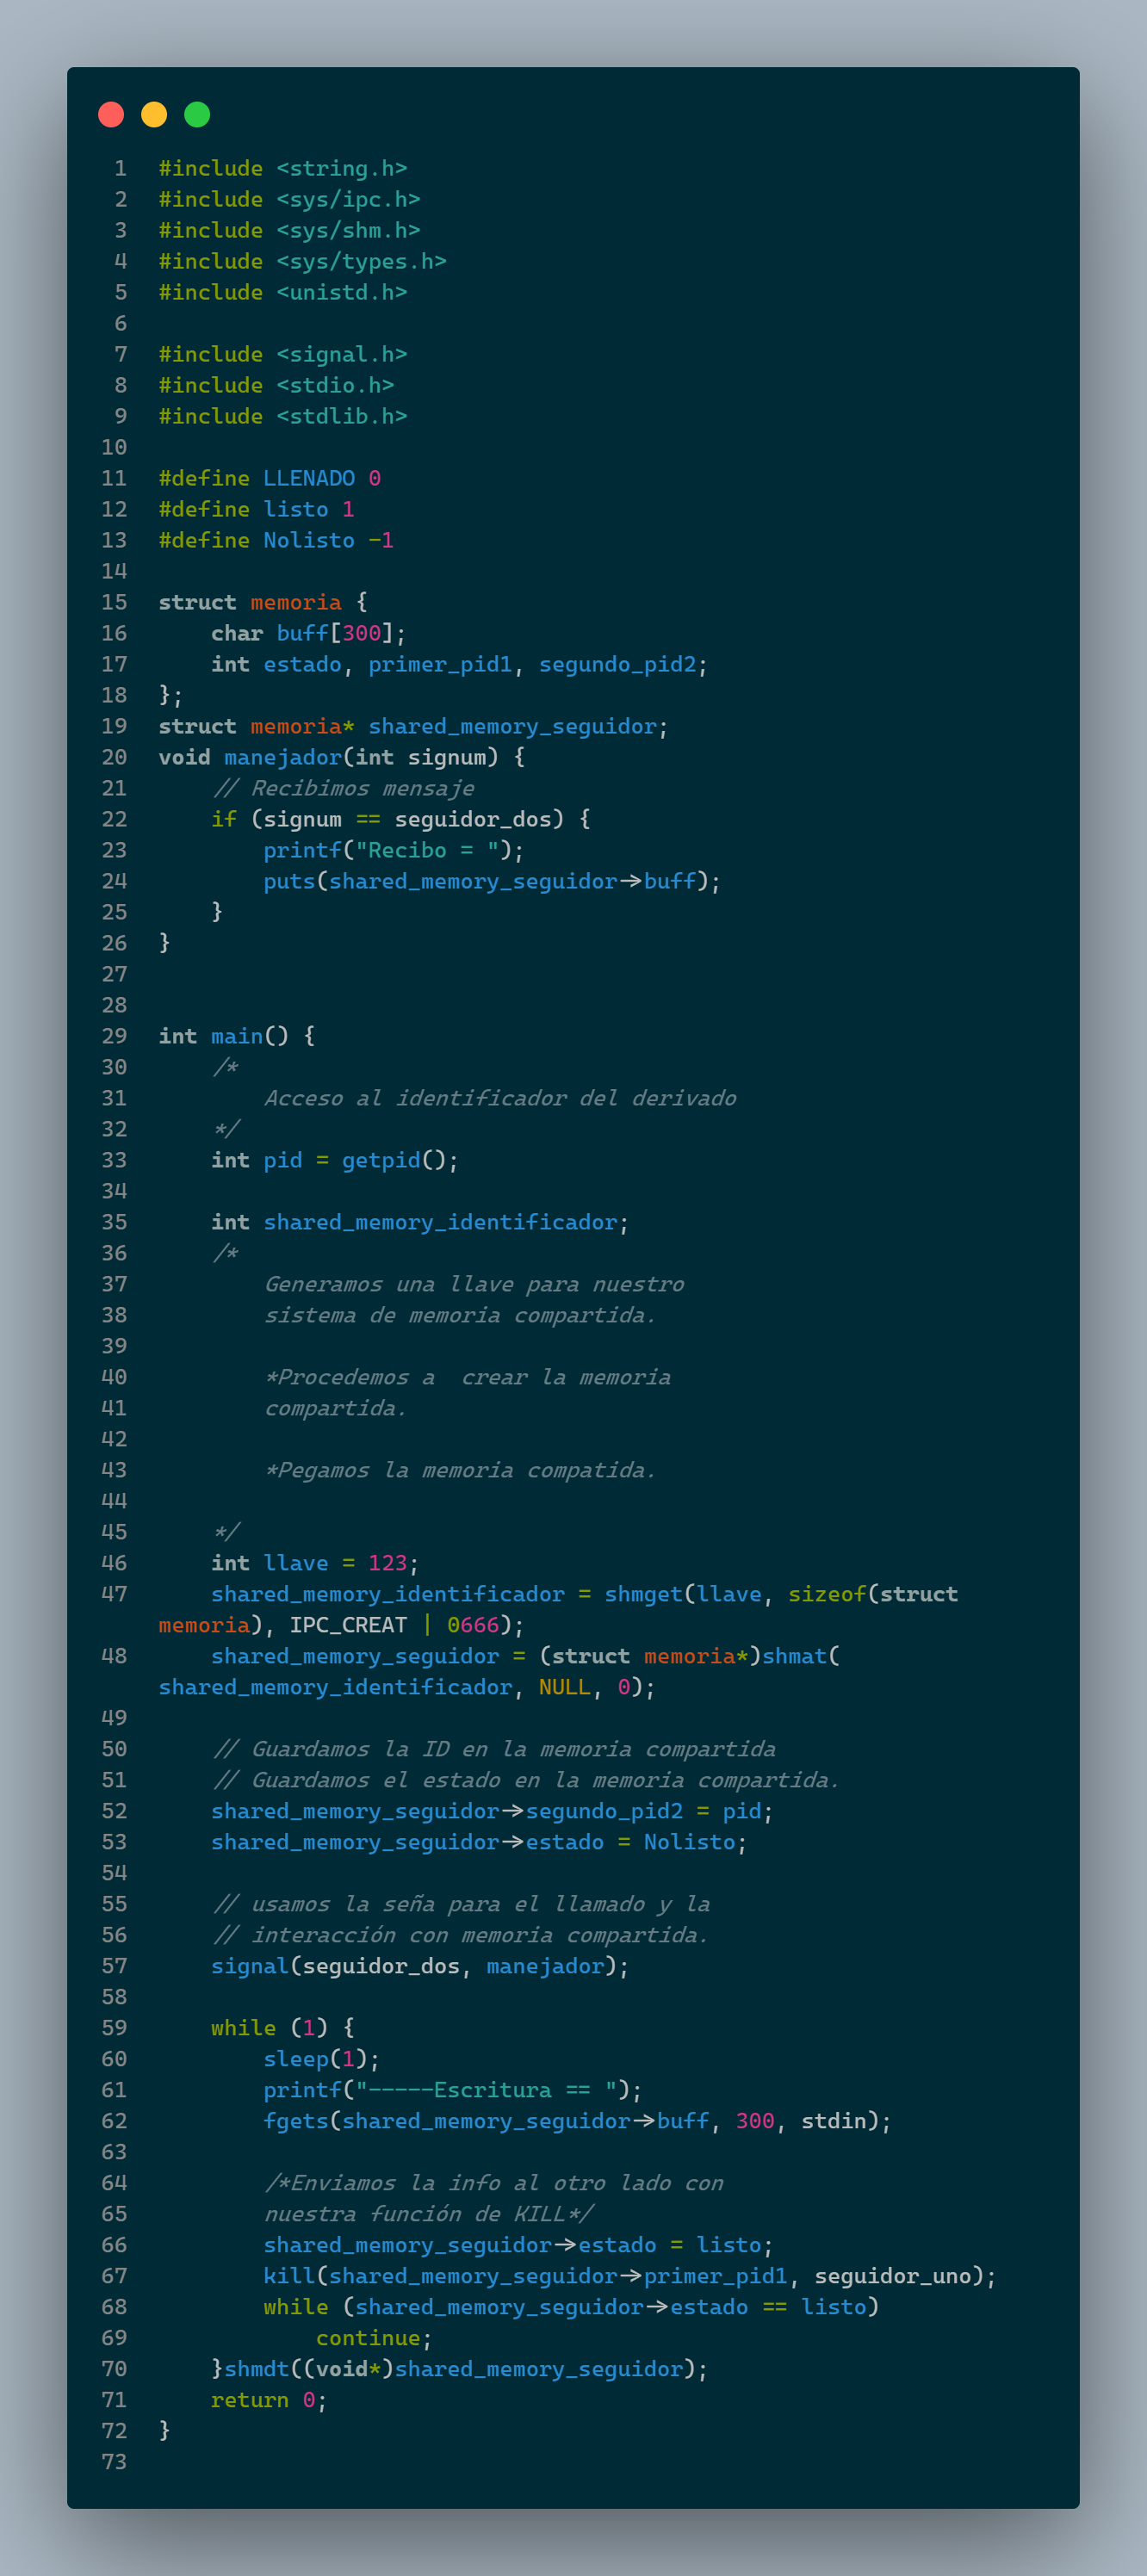 1 #include <string.h>
2 #include <sys/ipc.h>
3 #include <sys/shm.h>
4 #include <sys/types.h>
5 #include <unistd.h>
6
7 #include <signal.h>
8 #include <stdio.h>
9 #include <stdlib.h>
10
11 #define LLENADO 0
12 #define listo 1
13 #define Nolisto -1
14
15 struct memoria {
16     char buff[300];
17     int estado, primer_pid1, segundo_pid2;
18 };
19 struct memoria* shared_memory_seguidor;
20 void manejador(int signum) {
21     // Recibimos mensaje
22     if (signum == seguidor_dos) {
23         printf("Recibo = ");
24         puts(shared_memory_seguidor->buff);
25     }
26 }
27
28
29 int main() {
30     /*
31         Acceso al identificador del derivado
32     */
33     int pid = getpid();
34
35     int shared_memory_identificador;
36     /*
37         Generamos una llave para nuestro
38         sistema de memoria compartida.
39
40         *Procedemos a  crear la memoria
41         compartida.
42
43         *Pegamos la memoria compatida.
44
45     */
46     int llave = 123;
47     shared_memory_identificador = shmget(llave, sizeof(struct
memoria), IPC_CREAT | 0666);
48     shared_memory_seguidor = (struct memoria*)shmat(
shared_memory_identificador, NULL, 0);
49
50     // Guardamos la ID en la memoria compartida
51     // Guardamos el estado en la memoria compartida.
52     shared_memory_seguidor->segundo_pid2 = pid;
53     shared_memory_seguidor->estado = Nolisto;
54
55     // usamos la seña para el llamado y la
56     // interacción con memoria compartida.
57     signal(seguidor_dos, manejador);
58
59     while (1) {
60         sleep(1);
61         printf("-----Escritura == ");
62         fgets(shared_memory_seguidor->buff, 300, stdin);
63
64         /*Enviamos la info al otro lado con
65         nuestra función de KILL*/
66         shared_memory_seguidor->estado = listo;
67         kill(shared_memory_seguidor->primer_pid1, seguidor_uno);
68         while (shared_memory_seguidor->estado == listo)
69             continue;
70     }shmdt((void*)shared_memory_seguidor);
71     return 0;
72 }
73